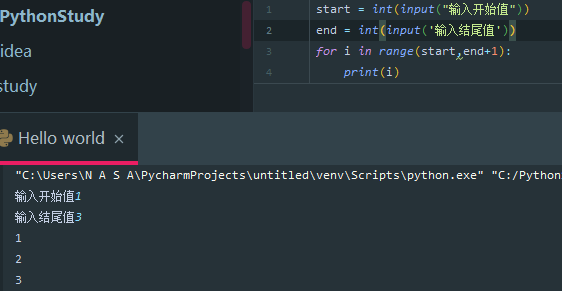 PythonStudy
idea
study
1 start = int(input("输入开始值"))
2 end = int(input('输入结尾值'))
3 for i in range(start,end+1):
4 print(i)
Hello world ×
"C:\Users\N A S A\PycharmProjects\untitled\venv\Scripts\python.exe" "C:/Python
输入开始值1
输入结尾值3
1
2
3